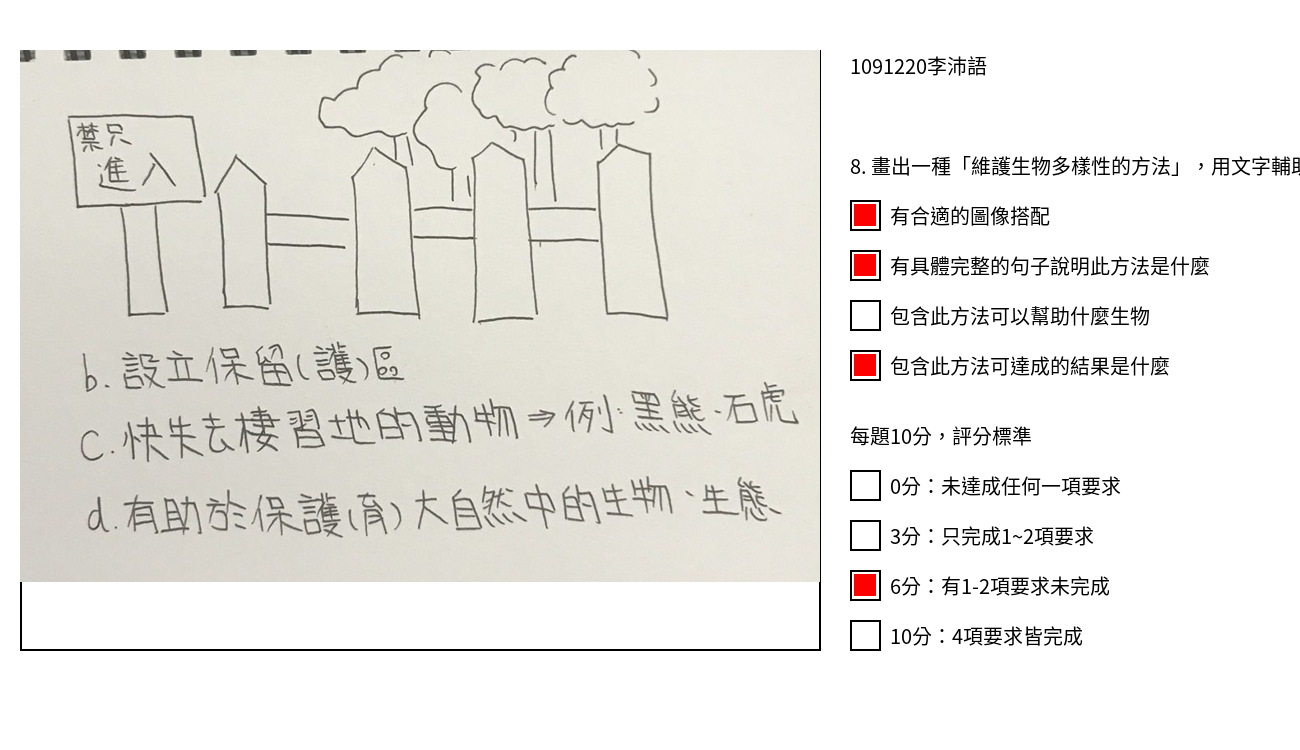 禁只
進入
b. 設立保留(護)區
c. 快失去棲習地的動物⇒例:黑熊、石虎
d. 有助於保護(育)大自然中的生物、生態
1091220李沛語
8. 畫出一種「維護生物多樣性的方法」，用文字輔助
有合適的圖像搭配
有具體完整的句子說明此方法是什麼
包含此方法可以幫助什麼生物
包含此方法可達成的結果是什麼
每題10分，評分標準
0分：未達成任何一項要求
3分：只完成1~2項要求
6分：有1-2項要求未完成
10分：4項要求皆完成